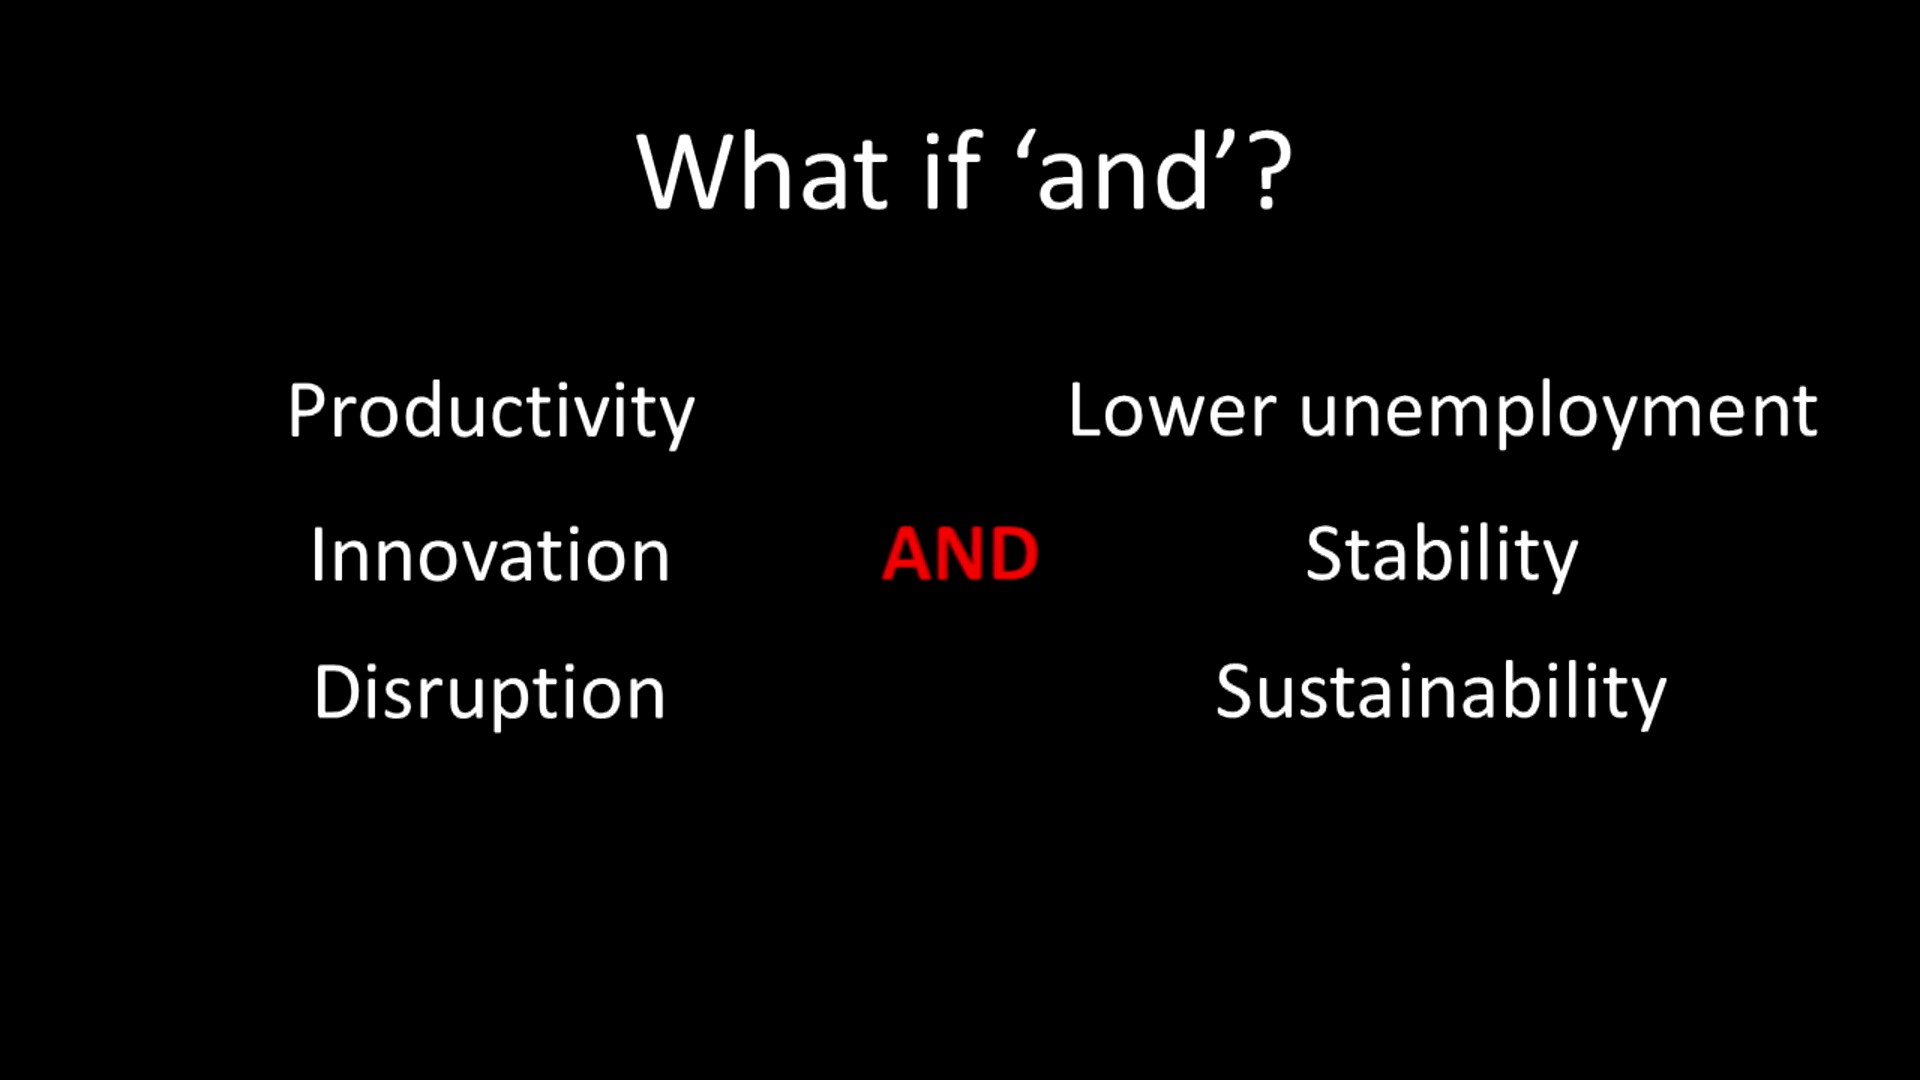 What if ‘and’?
Productivity Lower unemployment
Innovation AND Stability
Disruption Sustainability